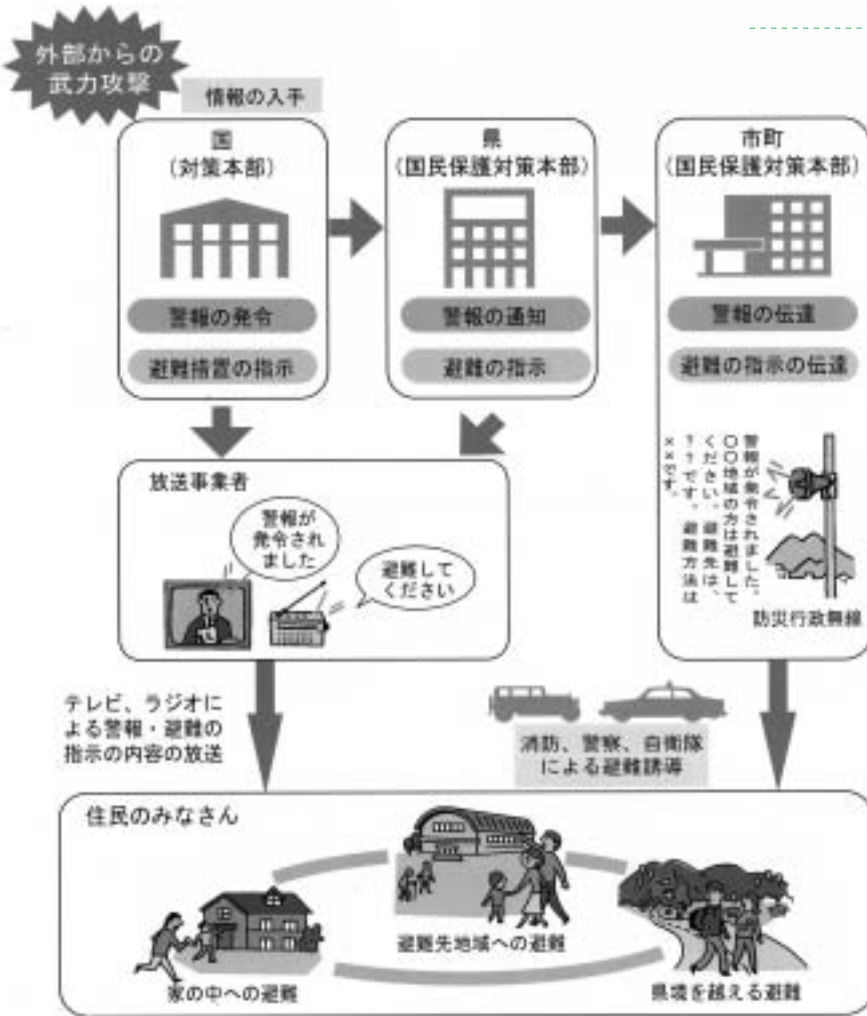 外部からの
武力攻撃
情報の入手
国
(対策本部)
警報の発令
避難措置の指示
県
(国民保護対策本部)
警報の通知
避難の指示
市町
(国民保護対策本部)
警報の伝達
避難の指示の伝達
警報が発令されました。
〇〇地域の方は避難して
ください。避難先は、
??です。避難方法は
××です。
防災行政無線
放送事業者
警報が
発令され
ました
避難して
ください
テレビ、ラジオに
よる警報・避難の
指示の内容の放送
消防、警察、自衛隊
による避難誘導
住民のみなさん
避難先地域への避難
家の中への避難
県境を越える避難